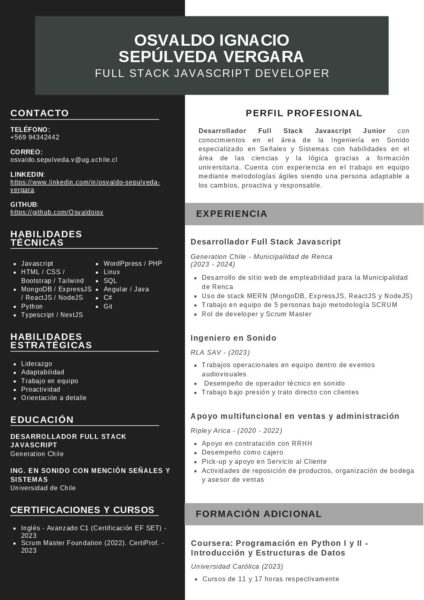 OSVALDO IGNACIO
SEPÚLVEDA VERGARA
FULL STACK JAVASCRIPT DEVELOPER
CONTACTO
TELÉFONO:
+569 94342442
CORREO:
osvaldo.sepulveda.v@ug.uchile.cl
LINKEDIN:
https://www.linkedin.com/in/osvaldo-sepulveda-
vergara
GITHUB:
https://github.com/Osvaldoisv
HABILIDADES
TÉCNICAS
Javascript
HTML / CSS /
Bootstrap / Tailwind
MongoDB / ExpressJS
/ ReactJS / NodeJS
Python
Typescript / NextJS
WordPpress / PHP
Linux
SQL
Angular / Java
C#
Git
HABILIDADES
ESTRATÉGICAS
Liderazgo
Adaptabilidad
Trabajo en equipo
Proactividad
Orientación a detalle
EDUCACIÓN
DESARROLLADOR FULL STACK
JAVASCRIPT
Generation Chile
ING. EN SONIDO CON MENCIÓN SEÑALES Y
SISTEMAS
Universidad de Chile
CERTIFICACIONES Y CURSOS
Inglés - Avanzado C1 (Certificación EF SET) -
2023
Scrum Master Foundation (2022). CertiProf. -
2023
PERFIL PROFESIONAL
Desarrollador Full Stack Javascript Junior con
conocimientos en el área de la Ingeniería en Sonido
especializado en Señales y Sistemas con habilidades en el
área de las ciencias y la lógica gracias a formación
universitaria. Cuenta con experiencia en el trabajo en equipo
mediante metodologías ágiles siendo una persona adaptable a
los cambios, proactiva y responsable.
EXPERIENCIA
Desarrollador Full Stack Javascript
Generation Chile - Municipalidad de Renca
(2023 - 2024)
Desarrollo de sitio web de empleabilidad para la Municipalidad
de Renca
Uso de stack MERN (MongoDB, ExpressJS, ReactJS y NodeJS)
Trabajo en equipo de 5 personas bajo metodología SCRUM
Rol de developer y Scrum Master
Ingeniero en Sonido
RLA SAV - (2023)
Trabajos operacionales en equipo dentro de eventos
audiovisuales
Desempeño de operador técnico en sonido
Trabajo bajo presión y trato directo con clientes
Apoyo multifuncional en ventas y administración
Ripley Arica - (2020 - 2022)
Apoyo en contratación con RRHH
Desempeño como cajero
Pick-up y apoyo en Servicio al Cliente
Actividades de reposición de productos, organización de bodega
y asesor de ventas
FORMACIÓN ADICIONAL
Coursera: Programación en Python I y II -
Introducción y Estructuras de Datos
Universidad Católica (2023)
Cursos de 11 y 17 horas respectivamente